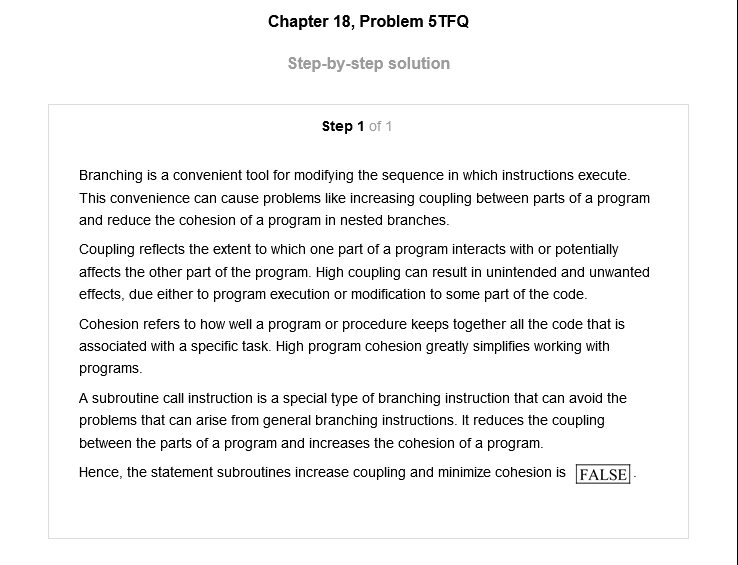 Chapter 18, Problem 5TFQ
Step-by-step solution
Step 1 of 1
Branching is a convenient tool for modifying the sequence in which instructions execute.
This convenience can cause problems like increasing coupling between parts of a program
and reduce the cohesion of a program in nested branches.
Coupling reflects the extent to which one part of a program interacts with or potentially
affects the other part of the program. High coupling can result in unintended and unwanted
effects, due either to program execution or modification to some part of the code.
Cohesion refers to how well a program or procedure keeps together all the code that is
associated with a specific task. High program cohesion greatly simplifies working with
programs.
A subroutine call instruction is a special type of branching instruction that can avoid the
problems that can arise from general branching instructions. It reduces the coupling
between the parts of a program and increases the cohesion of a program.
Hence, the statement subroutines increase coupling and minimize cohesion is FALSE.